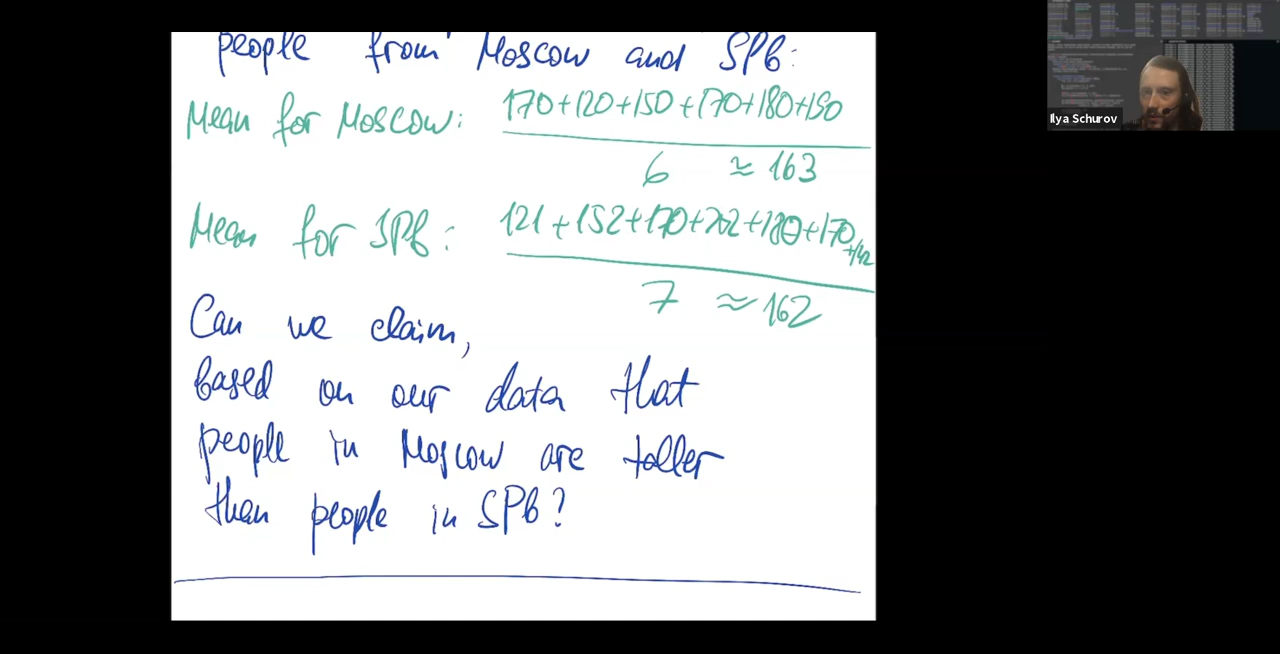 people from Moscow and SPb:
Mean for Moscow: 170+120+150+170+180+190
6 ≈ 163
Mean for SPb: 121+152+170+202+180+170+142
7 ≈ 162
Can we claim,
based on our data that
people in Moscow are taller
than people in SPb?
Ilya Schurov